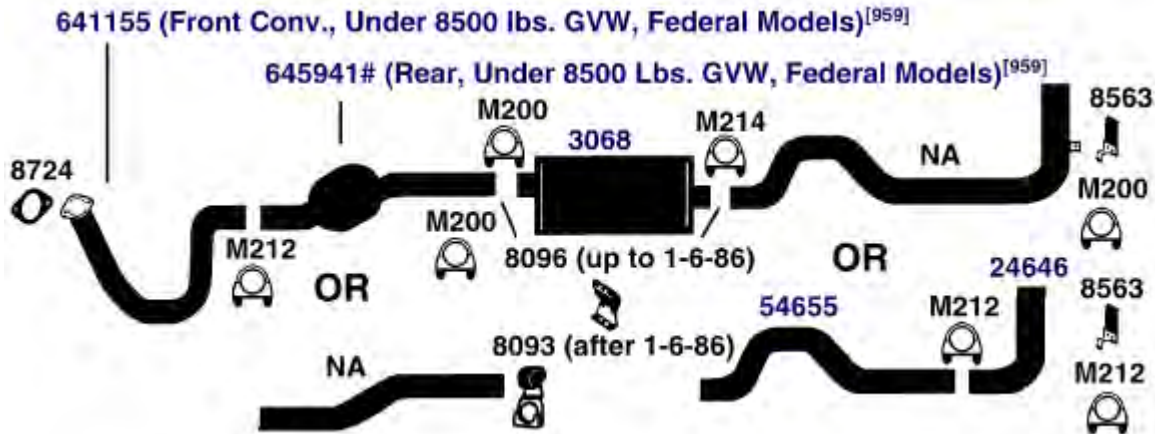 641155 (Front Conv., Under 8500 lbs. GVW, Federal Models)[959]
645941# (Rear, Under 8500 Lbs. GVW, Federal Models)[959]
M200
3068
M214
8563
8724
NA
M200
M212
M200
8096 (up to 1-6-86)
OR
OR
24646
8563
54655
M212
8093 (after 1-6-86)
NA
M212